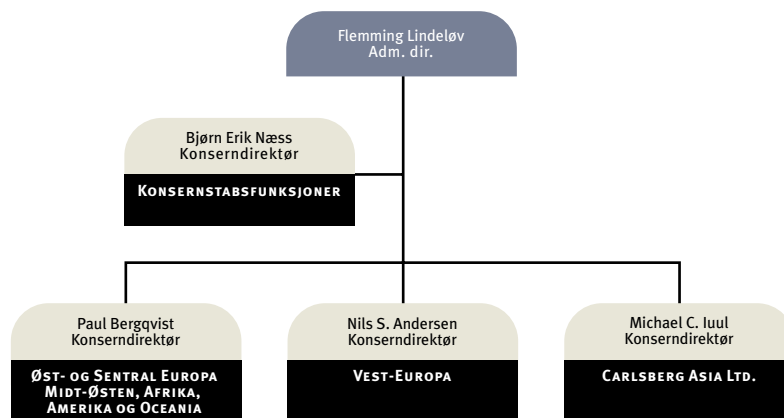 Flemming Lindeløv
Adm. dir.
Bjørn Erik Næss
Konserndirektør
KONSERNSTABSFUNKSJONER
Paul Bergqvist
Konserndirektør
ØST- OG SENTRAL EUROPA
MIDT-ØSTEN, AFRIKA,
AMERIKA OG OCEANIA
Nils S. Andersen
Konserndirektør
VEST-EUROPA
Michael C. Iuul
Konserndirektør
CARLSBERG ASIA LTD.